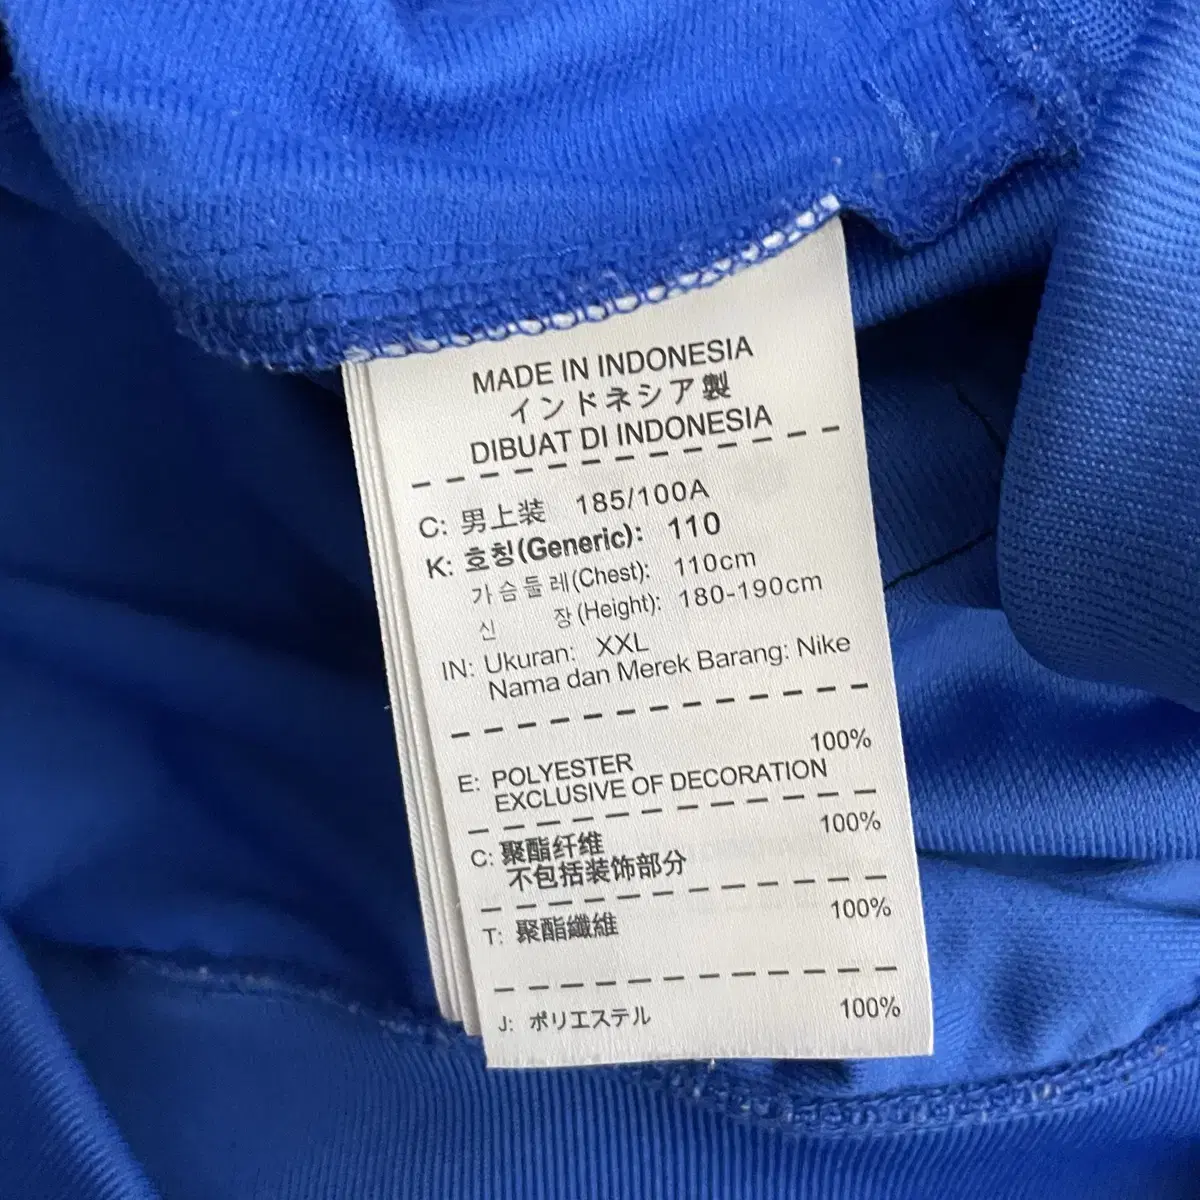 MADE IN INDONESIA
インドネシア製
DIBUAT DI INDONESIA
C: 男上装 185/100A
K: 호칭(Generic): 110
가슴둘레(Chest): 110cm
신 장(Height): 180-190cm
IN: Ukuran: XXL
Nama dan Merek Barang: Nike
E: POLYESTER 100%
EXCLUSIVE OF DECORATION
C: 聚酯纤维 100%
不包括装饰部分
T: 聚酯纖維 100%
J: ポリエステル 100%